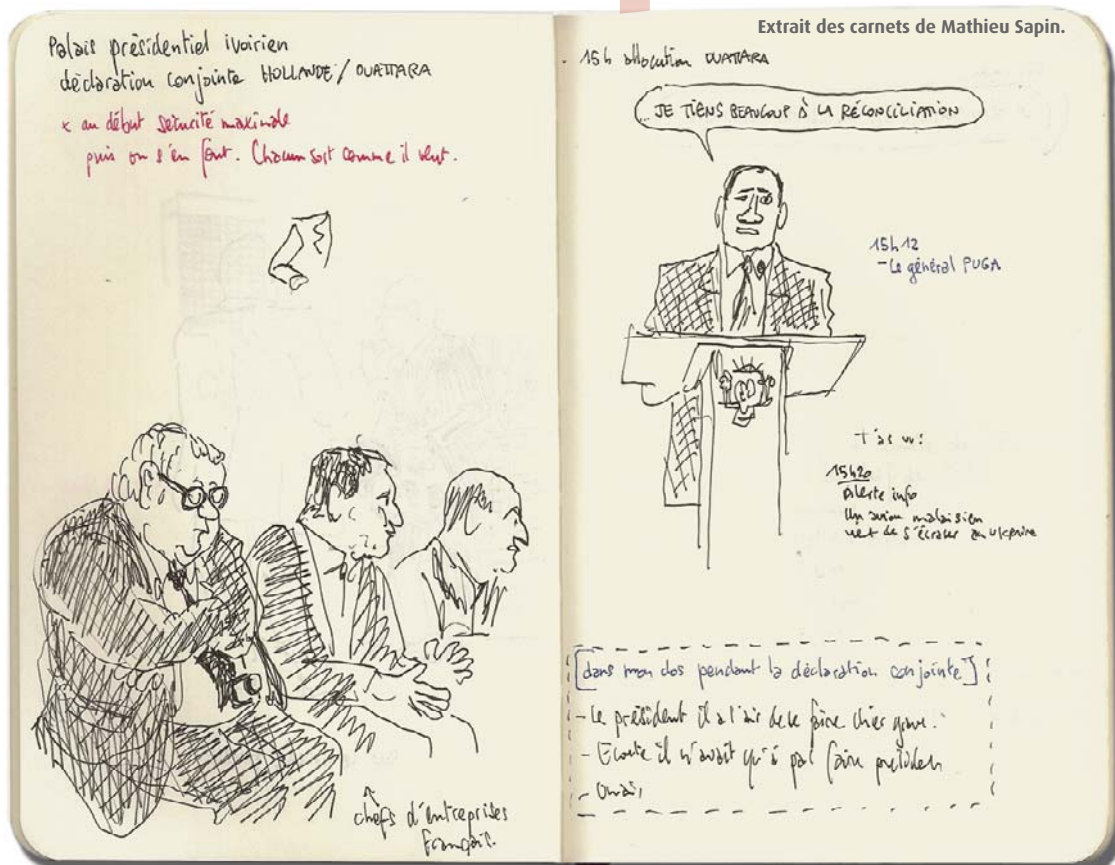 Extrait des carnets de Mathieu Sapin.
Palais présidentiel ivoirien
déclaration conjointe HOLLANDE / OUATTARA
x au début sécurité maximale
puis on s'en fout. Chacun sort comme il veut.
chefs d'entreprises
français.
15h allocution OUATTARA
JE TIENS BEAUCOUP À LA RÉCONCILIATION
15h12
- Le général PUGA
T'as vu!
15h20
Alerte info
Un avion malaisien
vient de s'écraser en Ukraine
[dans mon dos pendant la déclaration conjointe]
- Le président il a l'air de se faire chier grave.
- Ecoute il n'avait qu'à pas faire président
- Ouais